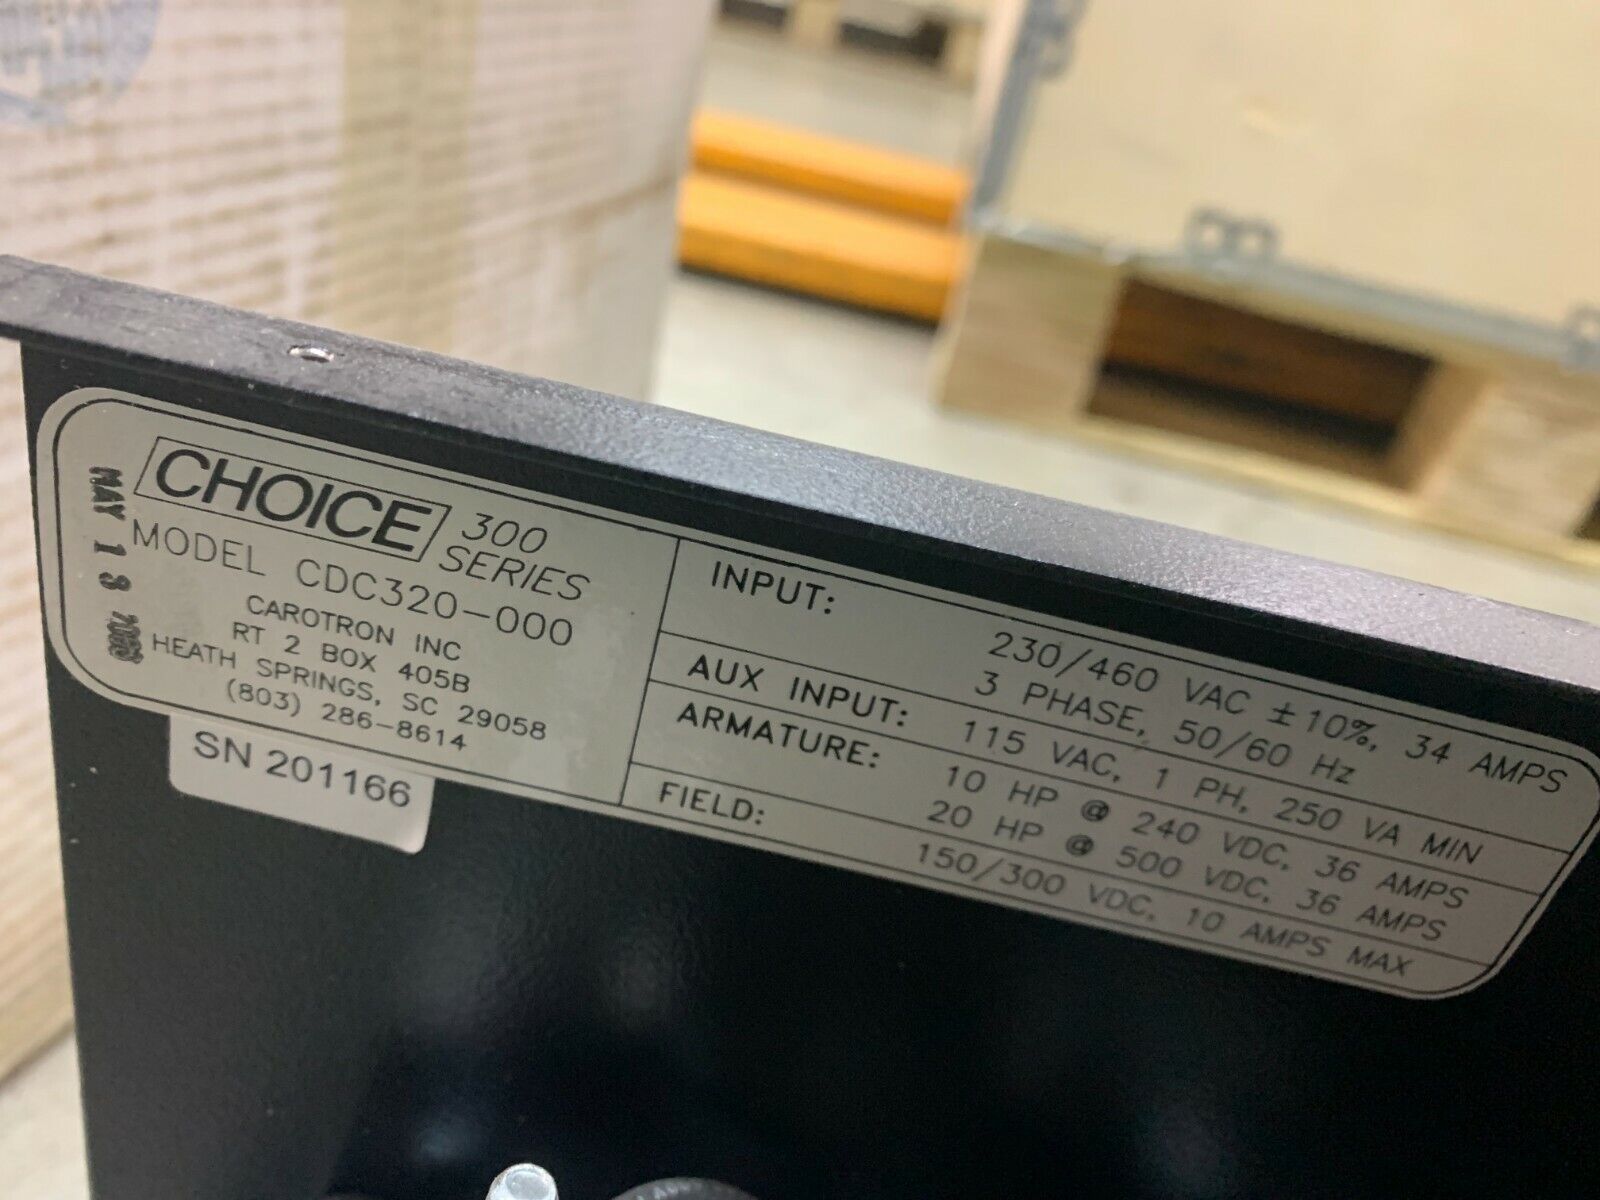 CHOICE 300
SERIES
MODEL CDC320-000
CAROTRON INC
RT 2 BOX 405B
HEATH SPRINGS, SC 29058
(803) 286-8614
MAY 1
SN 201166
INPUT: 230/460 VAC ±10%, 34 AMPS
3 PHASE, 50/60 Hz
AUX INPUT: 115 VAC, 1 PH, 250 VA MIN
ARMATURE: 10 HP @ 240 VDC, 36 AMPS
20 HP @ 500 VDC, 36 AMPS
FIELD: 150/300 VDC, 10 AMPS MAX